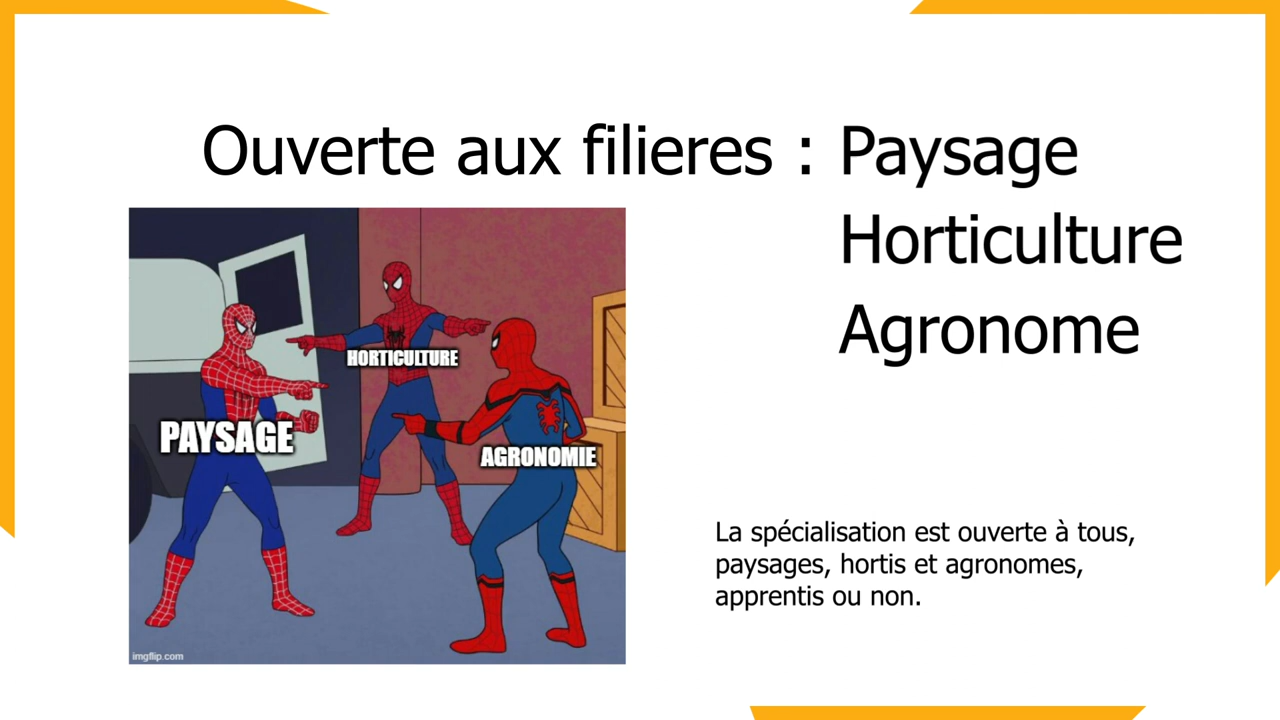 Ouverte aux filieres : Paysage
Horticulture
Agronome
HORTICULTURE
PAYSAGE
AGRONOMIE
La spécialisation est ouverte à tous,
paysages, hortis et agronomes,
apprentis ou non.
imgflip.com